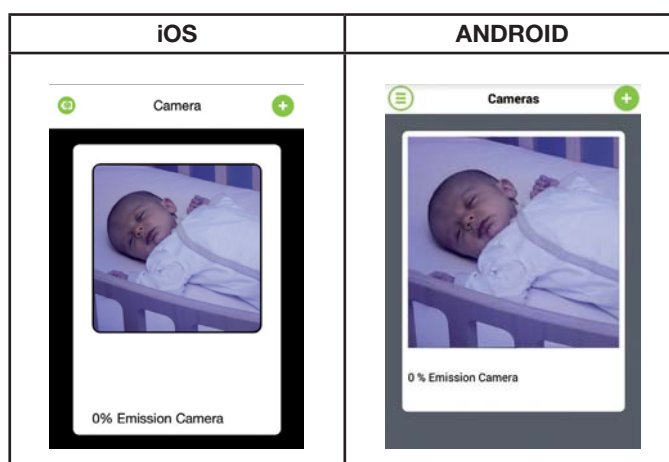 iOS
ANDROID
Camera
Cameras
0% Emission Camera
0 % Emission Camera